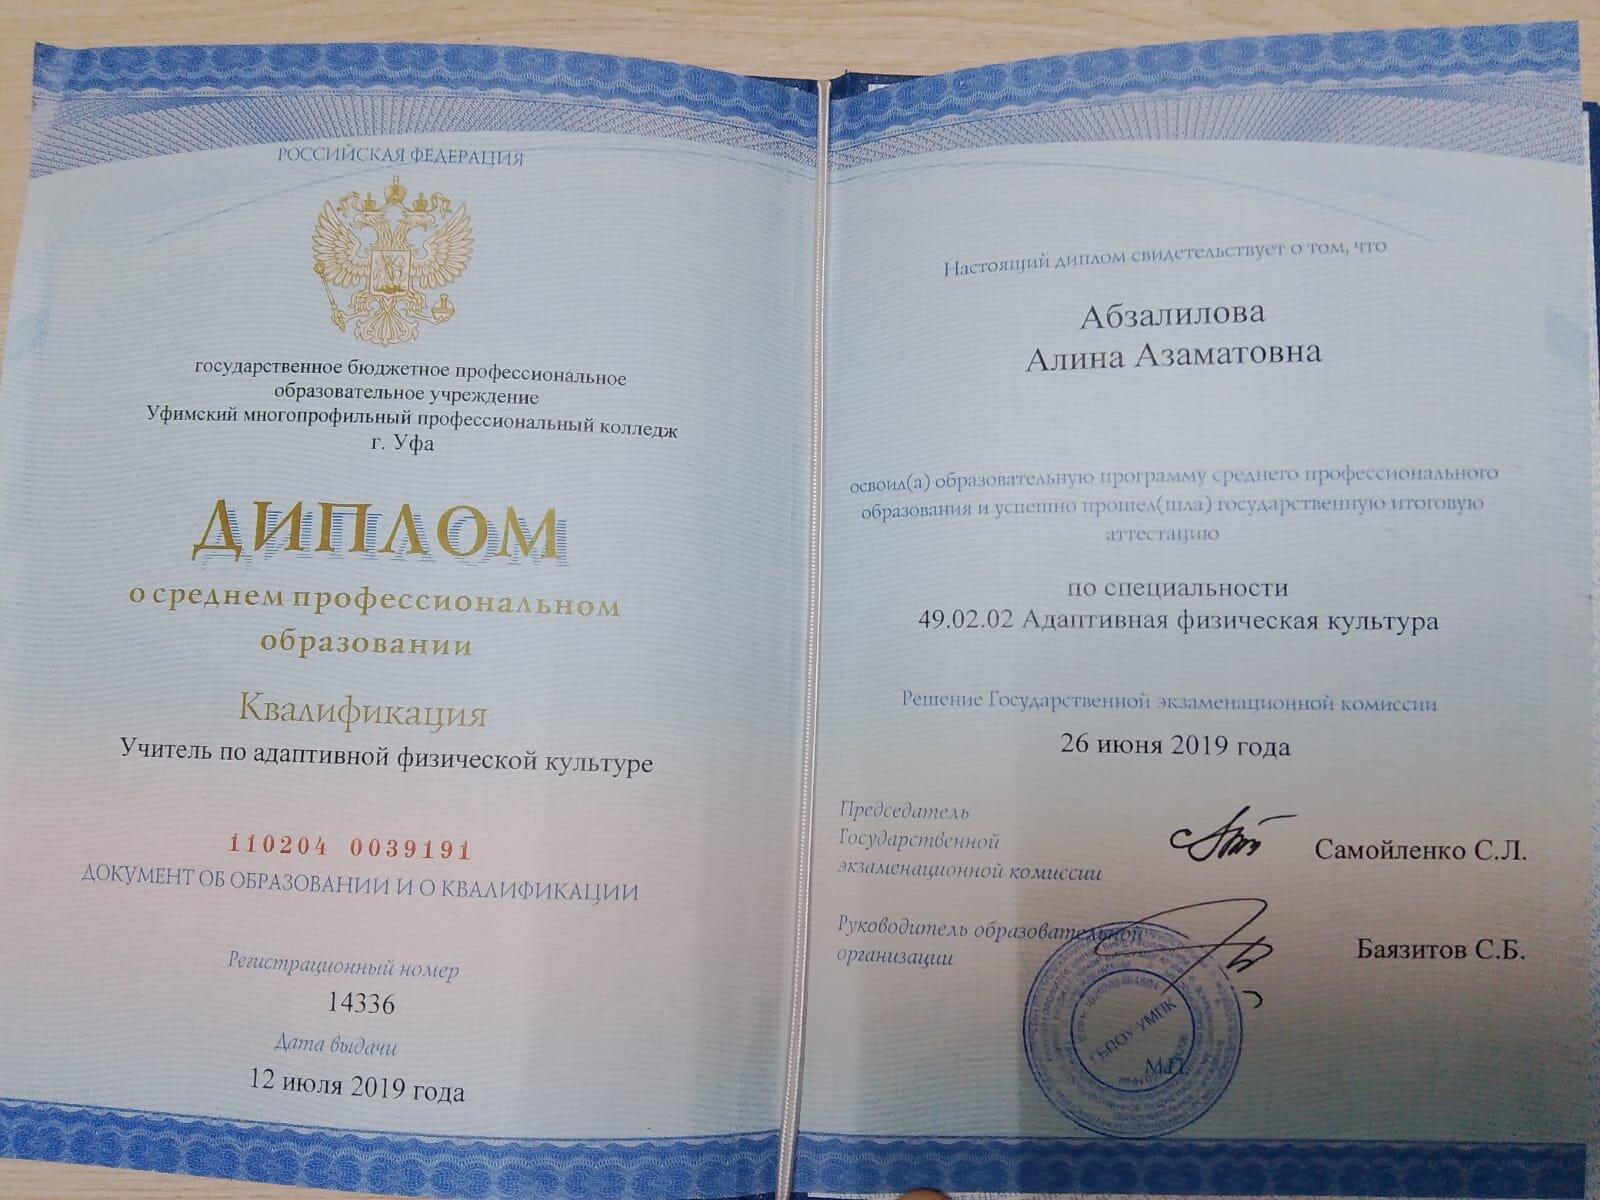 РОССИЙСКАЯ ФЕДЕРАЦИЯ
государственное бюджетное профессиональное
образовательное учреждение
Уфимский многопрофильный профессиональный колледж
г. Уфа
ДИПЛОМ
о среднем профессиональном
образовании
Квалификация
Учитель по адаптивной физической культуре
110204 0039191
ДОКУМЕНТ ОБ ОБРАЗОВАНИИ И О КВАЛИФИКАЦИИ
Регистрационный номер
14336
Дата выдачи
12 июля 2019 года
Настоящий диплом свидетельствует о том, что
Абзалилова
Алина Азаматовна
освоил(а) образовательную программу среднего профессионального
образования и успешно прошел(шла) государственную итоговую
аттестацию
по специальности
49.02.02 Адаптивная физическая культура
Решение Государственной экзаменационной комиссии
26 июня 2019 года
Председатель
Государственной
экзаменационной комиссии
Самойленко С.Л.
Руководитель образовательной
организации
Баязитов С.Б.
ГБПОУ УМПК
М.П.